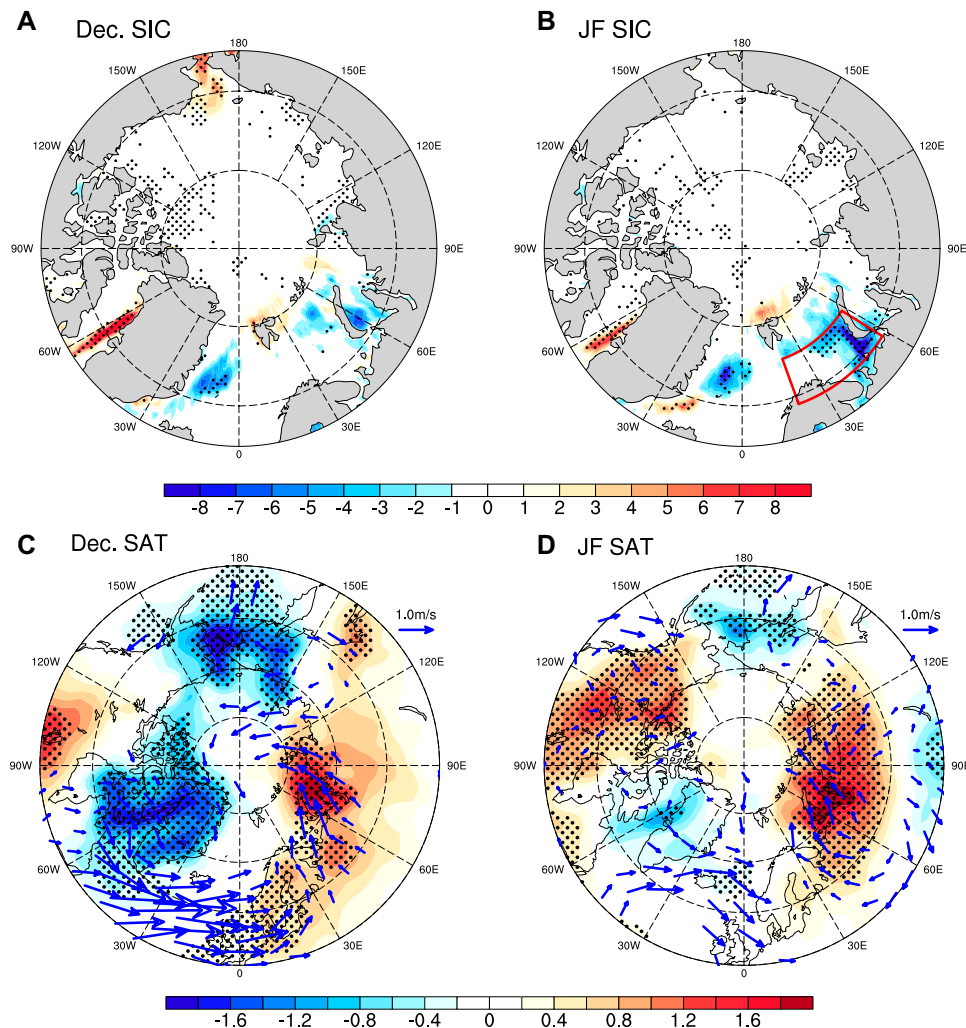 A Dec. SIC
B JF SIC
180
150W 150E
120W 120E
90W 90E
60W 60E
30W 30E
0
180
150W 150E
120W 120E
90W 90E
60W 60E
30W 30E
0
-8 -7 -6 -5 -4 -3 -2 -1 0 1 2 3 4 5 6 7 8
C Dec. SAT
D JF SAT
180
150W 150E
1.0m/s
120W 120E
90W 90E
60W 60E
30W 30E
0
180
150W 150E
1.0m/s
120W 120E
90W 90E
60W 60E
30W 30E
0
-1.6 -1.2 -0.8 -0.4 0 0.4 0.8 1.2 1.6